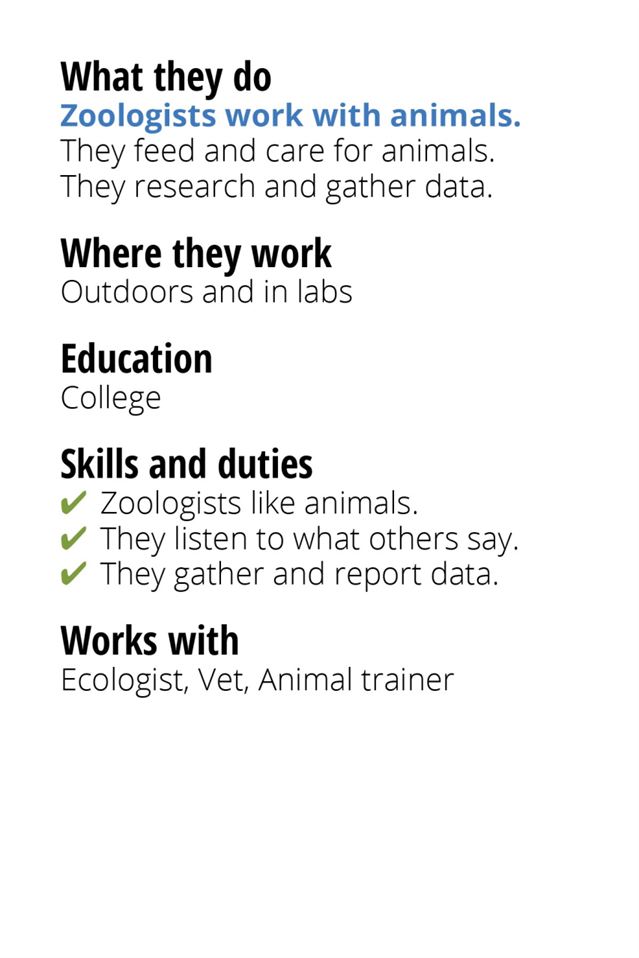 What they do
Zoologists work with animals.
They feed and care for animals.
They research and gather data.
Where they work
Outdoors and in labs
Education
College
Skills and duties
✔ Zoologists like animals.
✔ They listen to what others say.
✔ They gather and report data.
Works with
Ecologist, Vet, Animal trainer